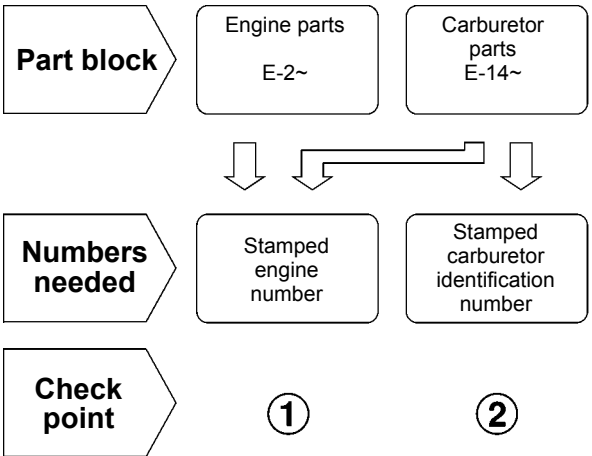 Part block
Engine parts
E-2~
Carburetor
parts
E-14~
Numbers
needed
Stamped
engine
number
Stamped
carburetor
identification
number
Check
point
①
②